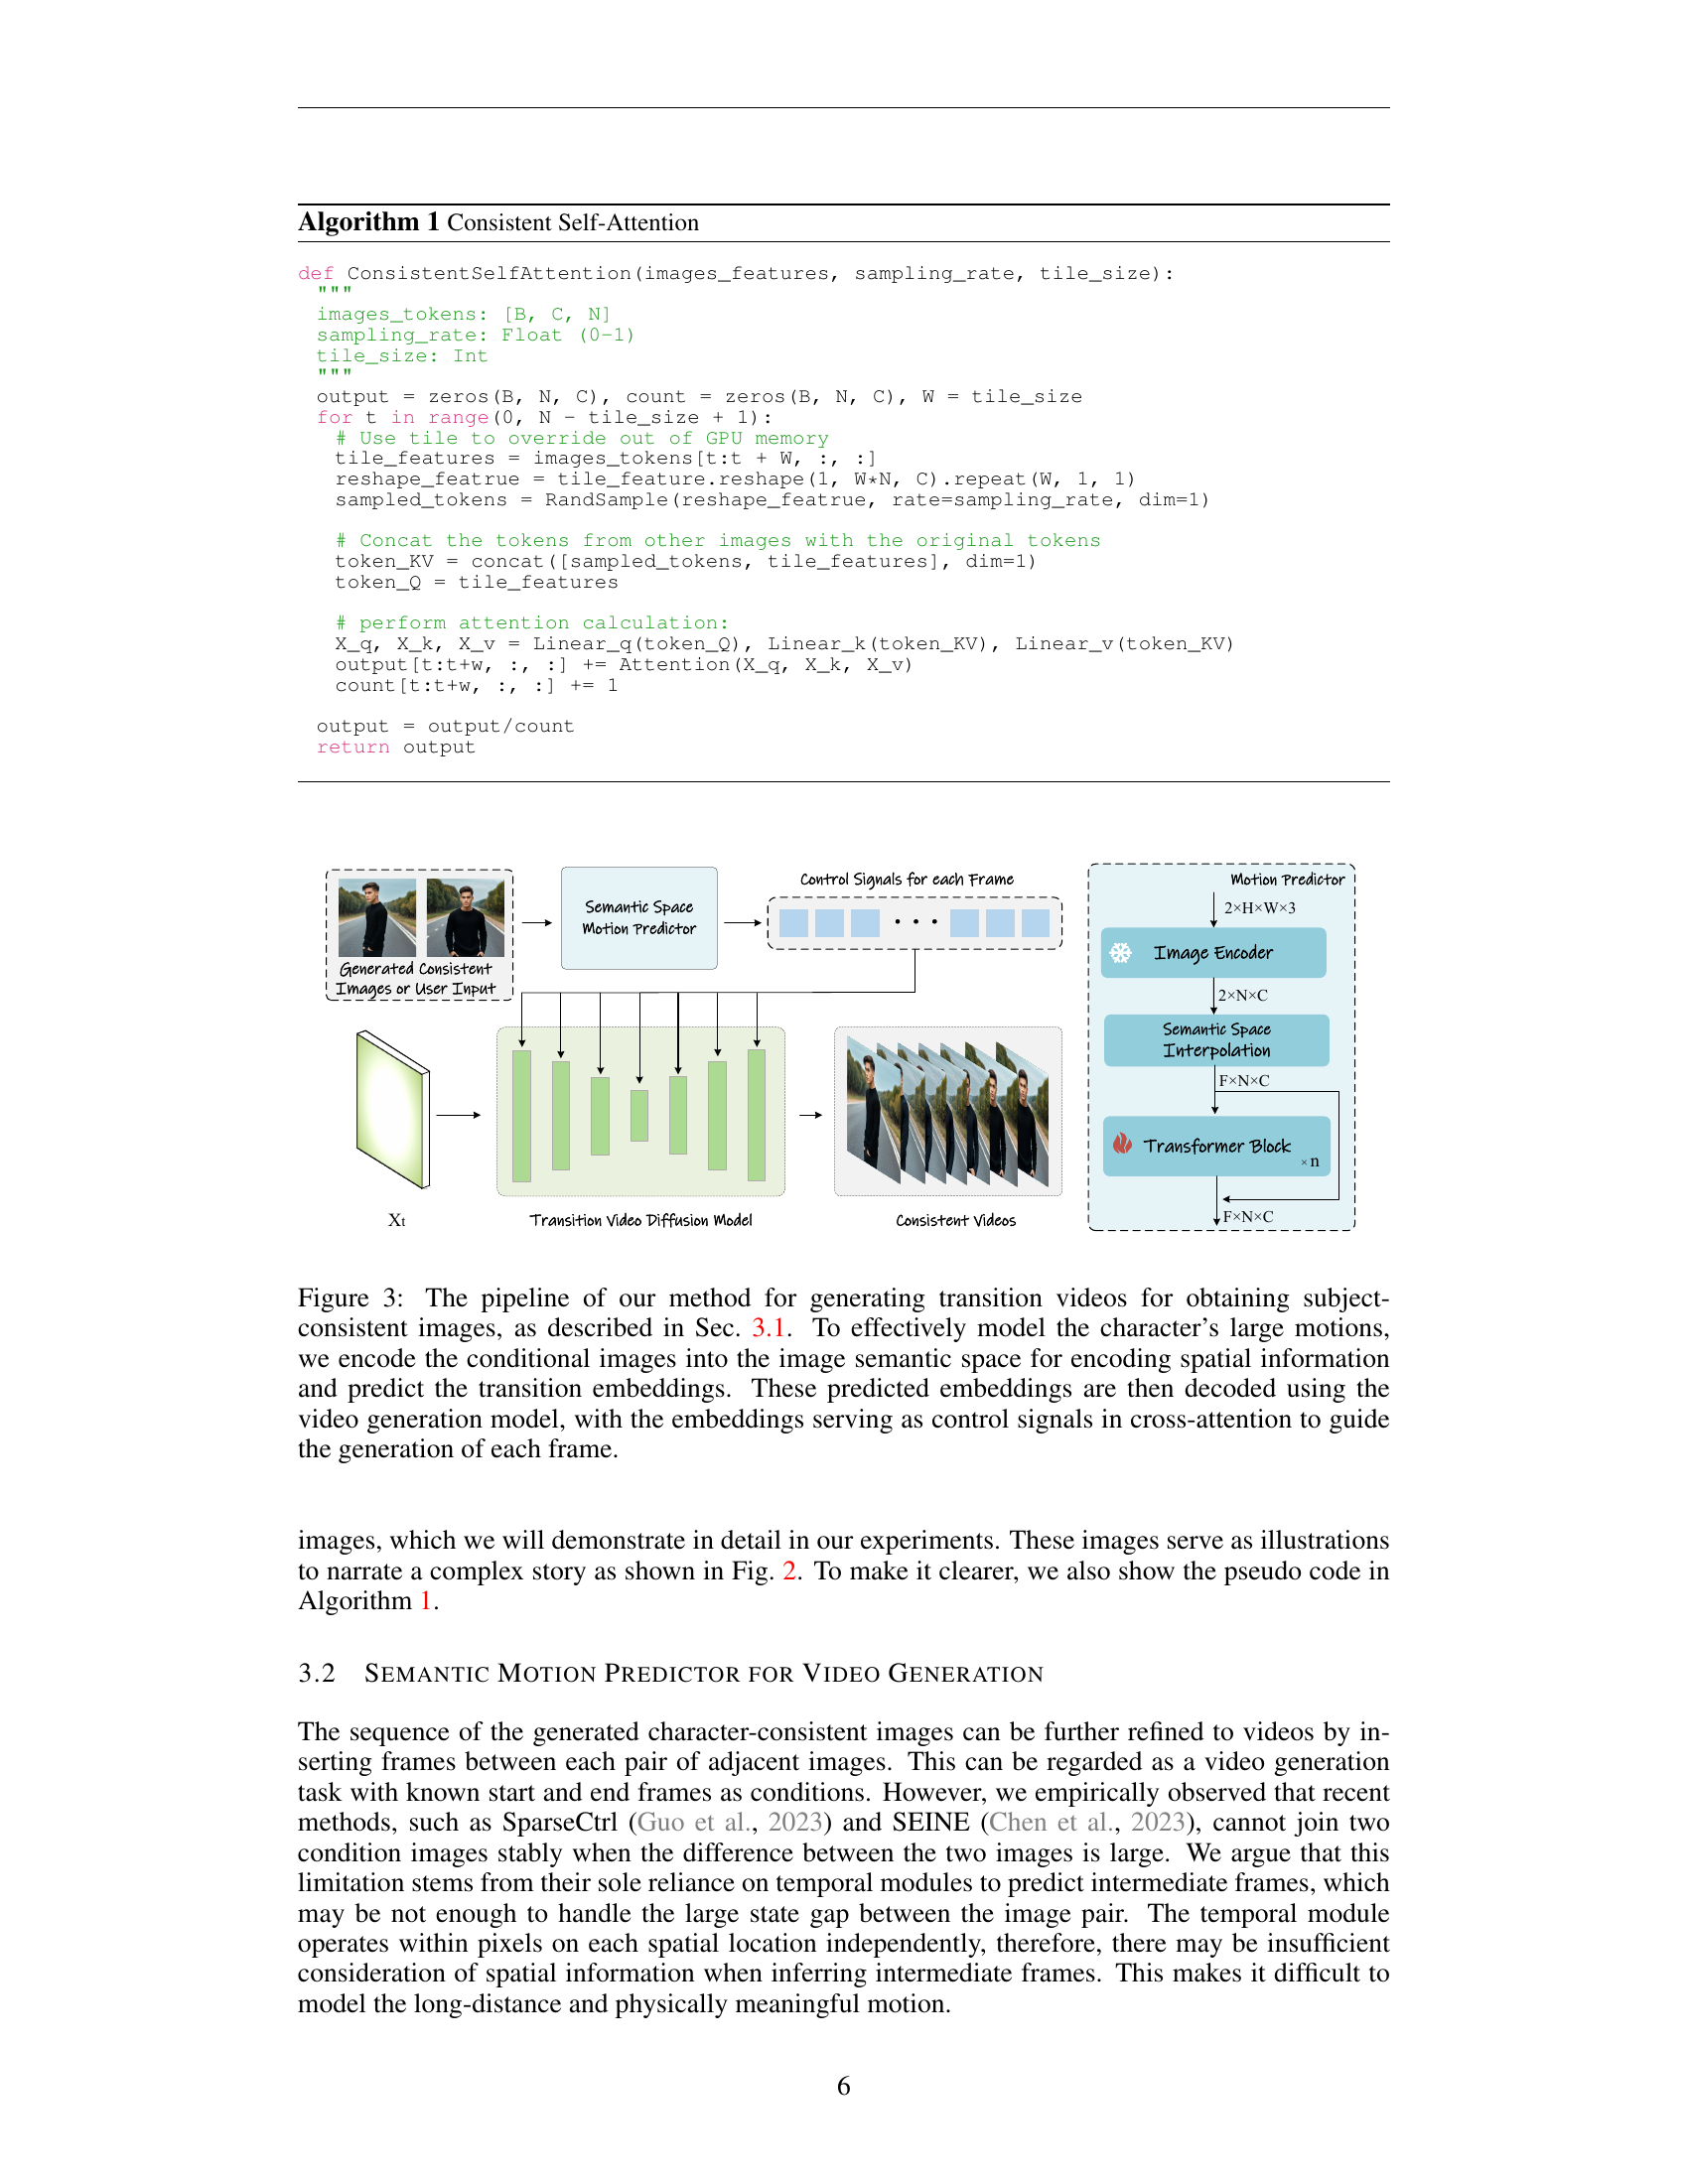 Algorithm 1 Consistent Self-Attention
def ConsistentSelfAttention(images_features, sampling_rate, tile_size):
"""
images_tokens: [B, C, N]
sampling_rate: Float (0-1)
tile_size: Int
"""
output = zeros(B, N, C), count = zeros(B, N, C), W = tile_size
for t in range(0, N - tile_size + 1):
# Use tile to override out of GPU memory
tile_features = images_tokens[t:t + W, :, :]
reshape_featrue = tile_feature.reshape(1, W*N, C).repeat(W, 1, 1)
sampled_tokens = RandSample(reshape_featrue, rate=sampling_rate, dim=1)
# Concat the tokens from other images with the original tokens
token_KV = concat([sampled_tokens, tile_features], dim=1)
token_Q = tile_features
# perform attention calculation:
X_q, X_k, X_v = Linear_q(token_Q), Linear_k(token_KV), Linear_v(token_KV)
output[t:t+w, :, :] += Attention(X_q, X_k, X_v)
count[t:t+w, :, :] += 1
output = output/count
return output
Generated Consistent
Images or User Input
Semantic Space
Motion Predictor
Control Signals for each Frame
Xt
Transition Video Diffusion Model
Consistent Videos
Motion Predictor
2×H×W×3
Image Encoder
2×N×C
Semantic Space
Interpolation
F×N×C
Transformer Block
×n
F×N×C
Figure 3: The pipeline of our method for generating transition videos for obtaining subject-
consistent images, as described in Sec. 3.1. To effectively model the character's large motions,
we encode the conditional images into the image semantic space for encoding spatial information
and predict the transition embeddings. These predicted embeddings are then decoded using the
video generation model, with the embeddings serving as control signals in cross-attention to guide
the generation of each frame.
images, which we will demonstrate in detail in our experiments. These images serve as illustrations
to narrate a complex story as shown in Fig. 2. To make it clearer, we also show the pseudo code in
Algorithm 1.
3.2 SEMANTIC MOTION PREDICTOR FOR VIDEO GENERATION
The sequence of the generated character-consistent images can be further refined to videos by in-
serting frames between each pair of adjacent images. This can be regarded as a video generation
task with known start and end frames as conditions. However, we empirically observed that recent
methods, such as SparseCtrl (Guo et al., 2023) and SEINE (Chen et al., 2023), cannot join two
condition images stably when the difference between the two images is large. We argue that this
limitation stems from their sole reliance on temporal modules to predict intermediate frames, which
may be not enough to handle the large state gap between the image pair. The temporal module
operates within pixels on each spatial location independently, therefore, there may be insufficient
consideration of spatial information when inferring intermediate frames. This makes it difficult to
model the long-distance and physically meaningful motion.
6